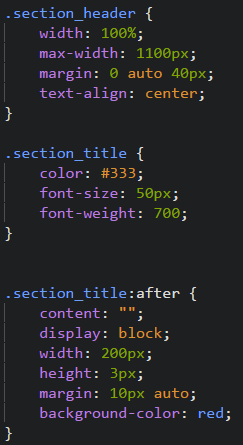 .section_header {
    width: 100%;
    max-width: 1100px;
    margin: 0 auto 40px;
    text-align: center;
}

.section_title {
    color: #333;
    font-size: 50px;
    font-weight: 700;
}


.section_title:after {
    content: "";
    display: block;
    width: 200px;
    height: 3px;
    margin: 10px auto;
    background-color: red;
}